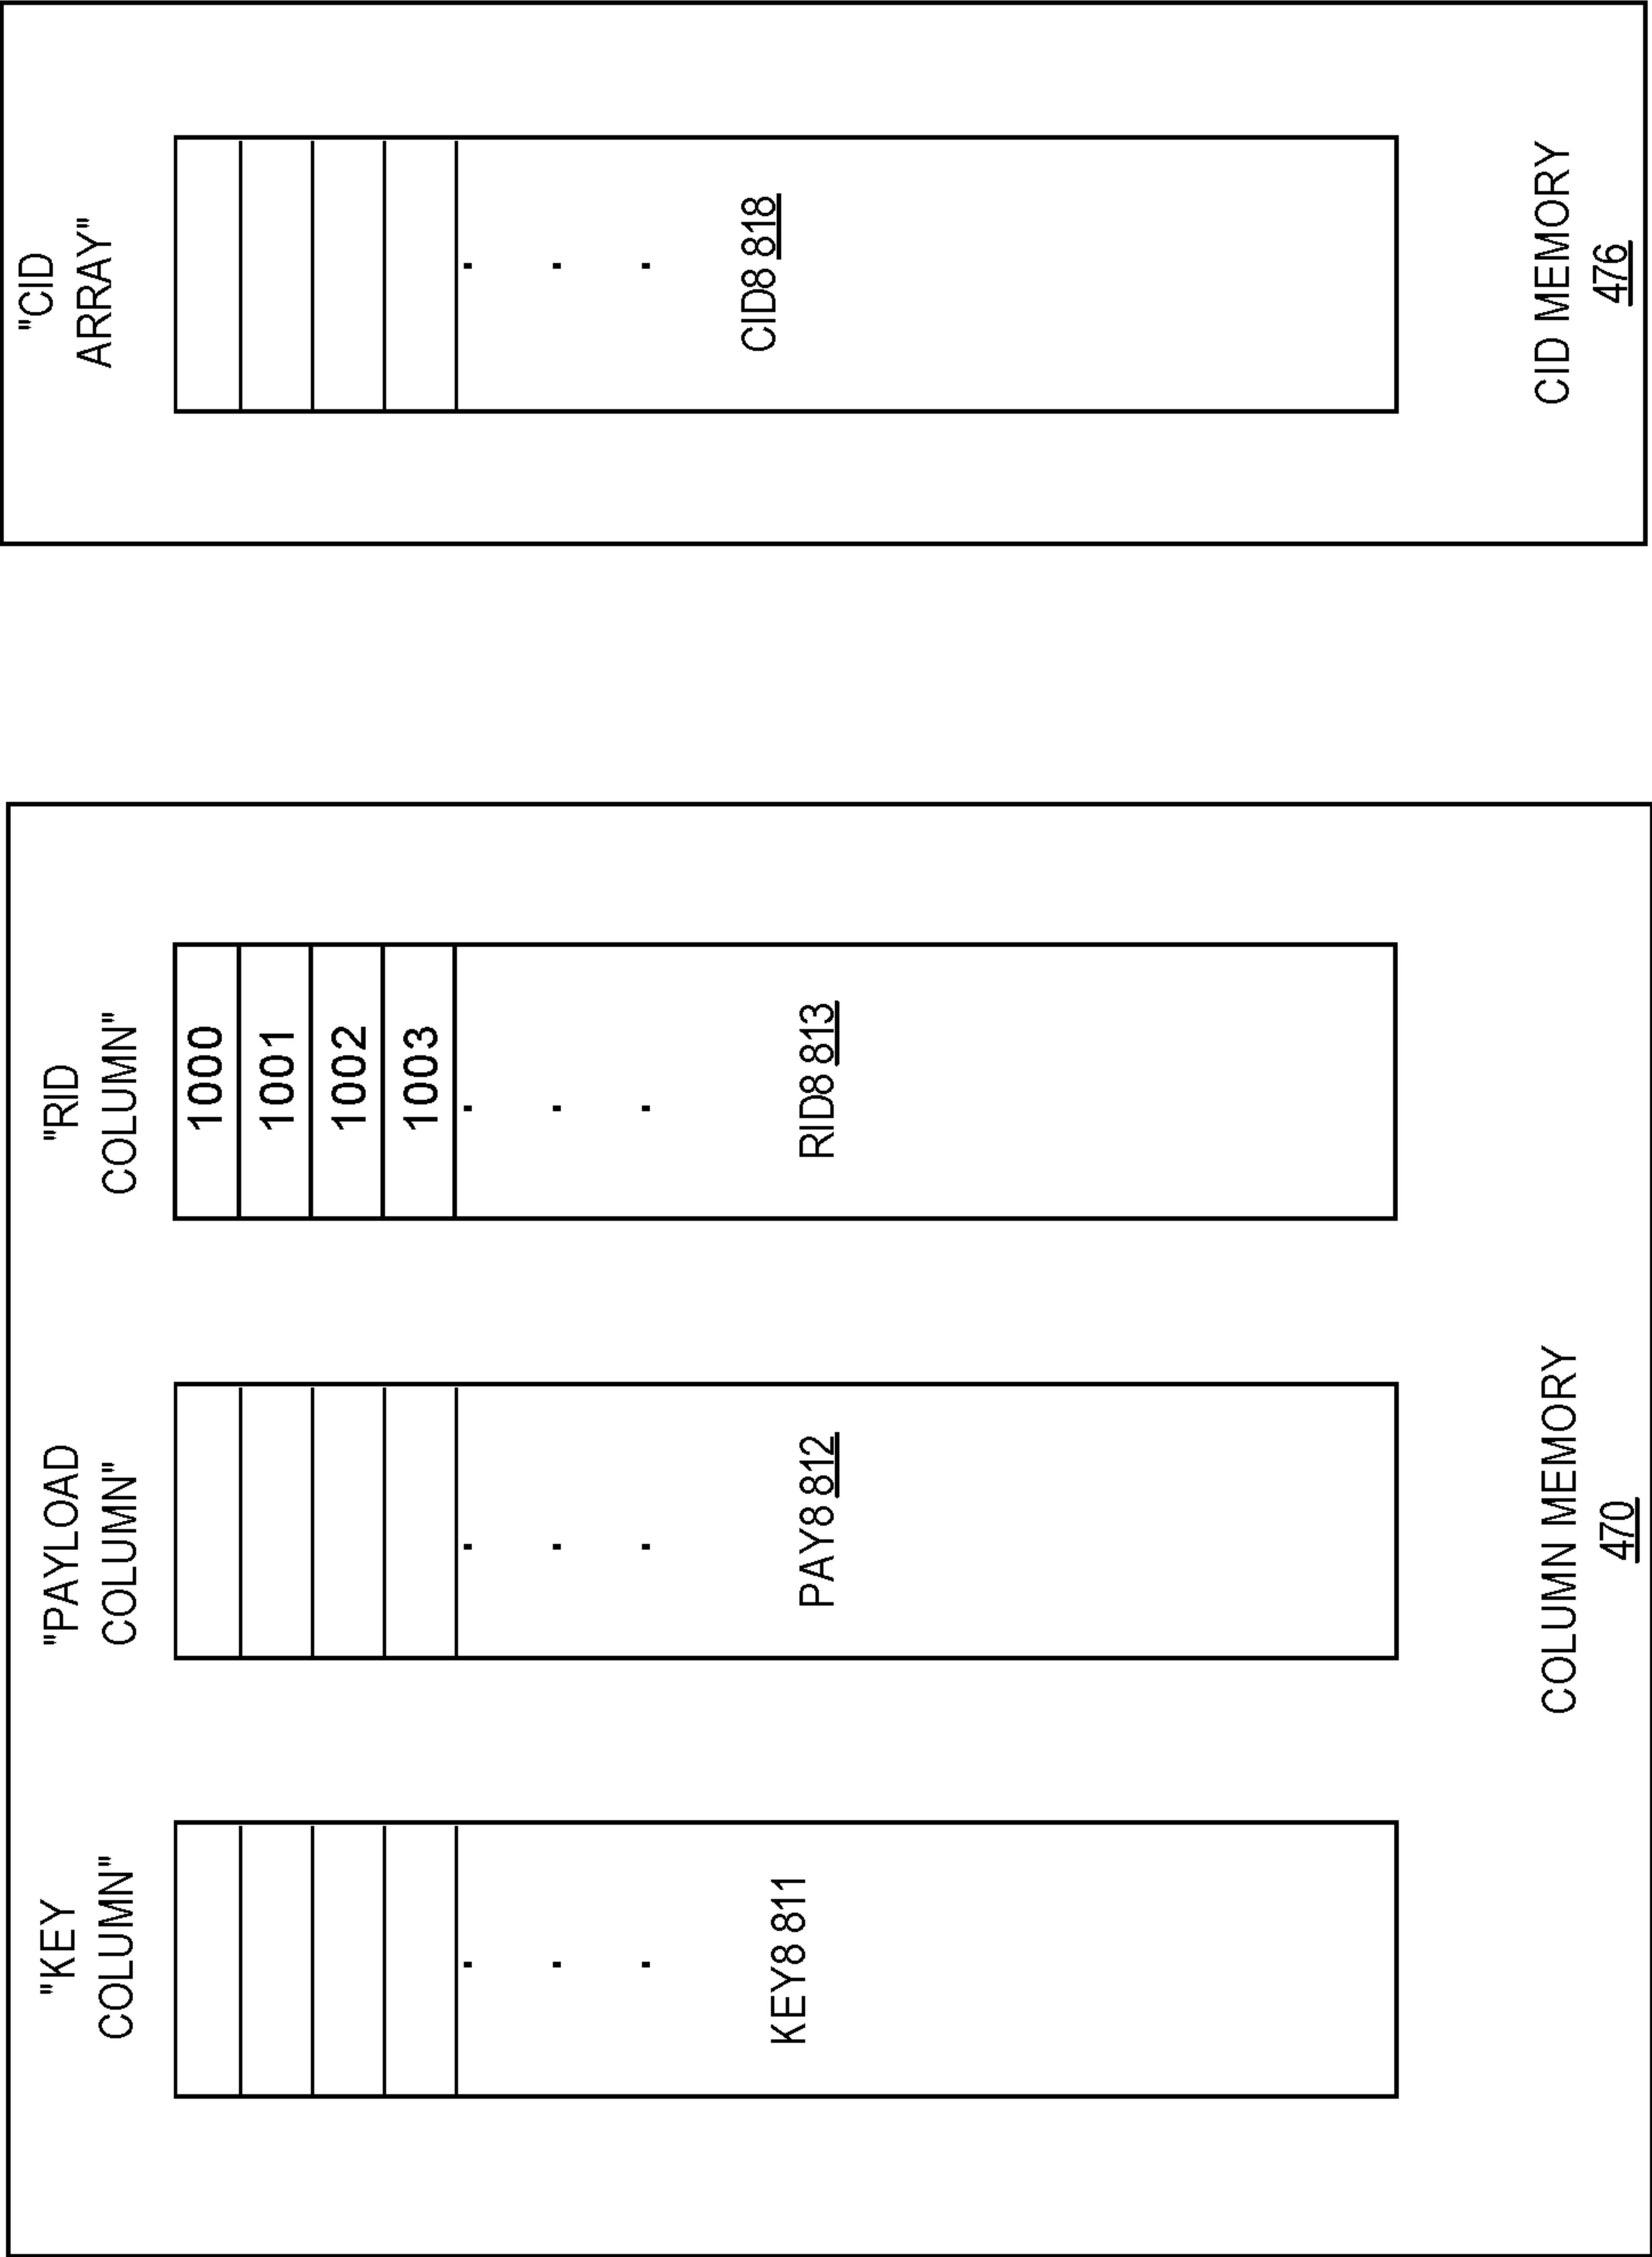 "KEY
COLUMN"
KEY8 811
"PAYLOAD
COLUMN"
PAY8 812
"RID
COLUMN"
1000
1001
1002
1003
RID8 813
COLUMN MEMORY
470
"CID
ARRAY"
CID8 818
CID MEMORY
476